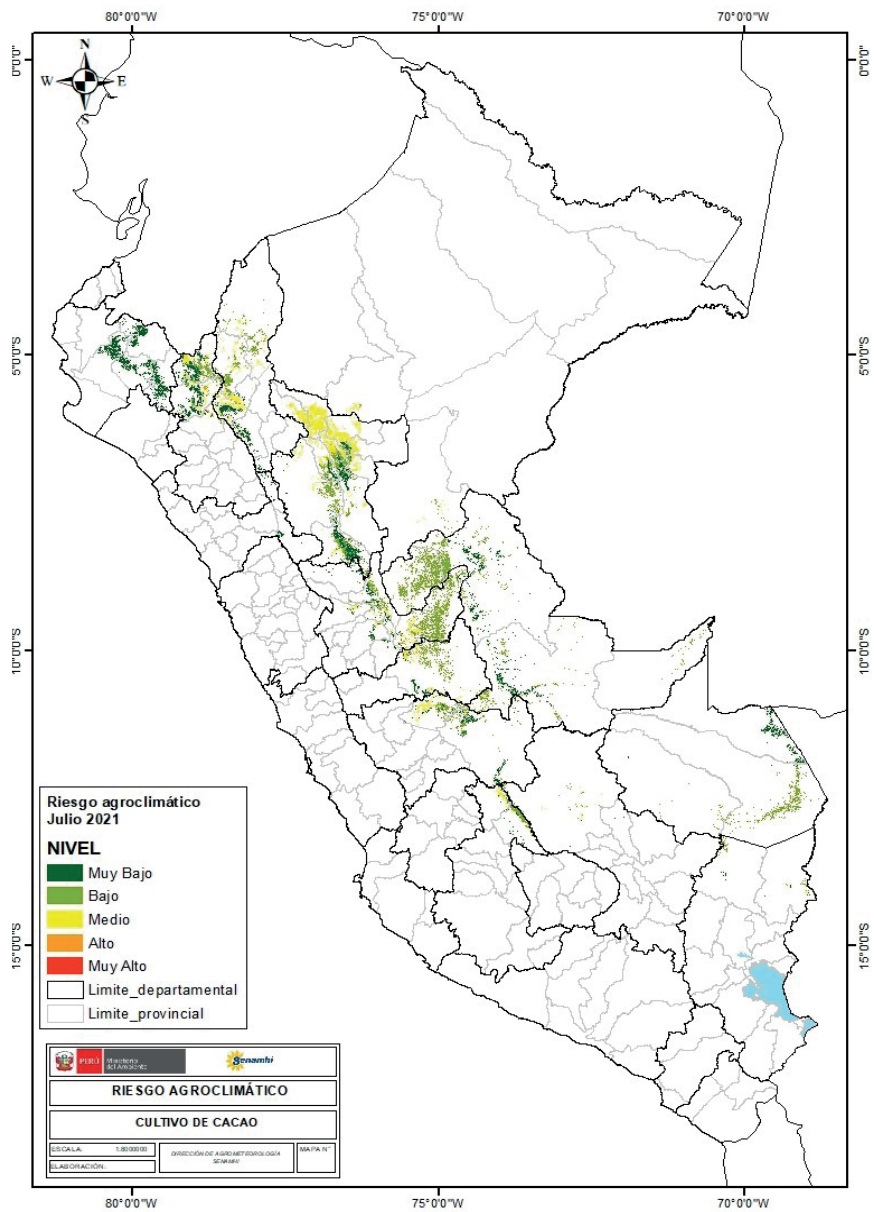 80°0'0"W 75°0'0"W 70°0'0"W
N
W E
S
0°0'0" 0°0'0"
5°0'0"S 5°0'0"S
10°0'0"S 10°0'0"S
15°0'0"S 15°0'0"S
Riesgo agroclimático
Julio 2021
NIVEL
Muy Bajo
Bajo
Medio
Alto
Muy Alto
Limite_departamental
Limite_provincial
PERÚ Ministerio
del Ambiente
Senamhi
RIESGO AGROCLIMÁTICO
CULTIVO DE CACAO
ESCALA: 1:8000000
ELABORACIÓN:
DIRECCIÓN DE AGROMETEOROLOGÍA
SENAMHI
MAPA N°
80°0'0"W 75°0'0"W 70°0'0"W